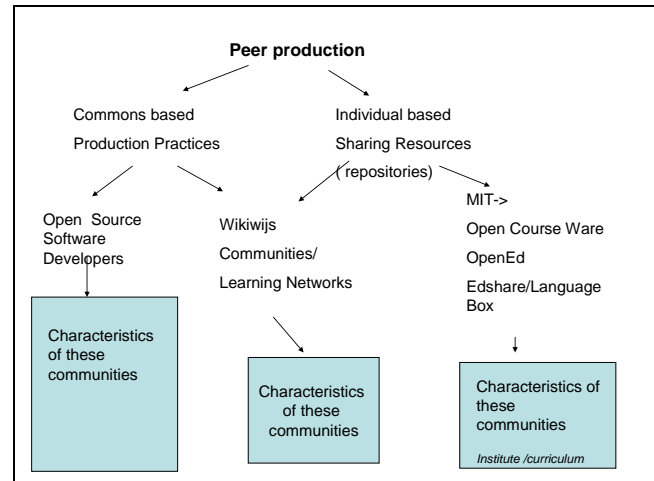 Peer production
Commons based
Production Practices
Individual based
Sharing Resources
( repositories)
Open Source
Software
Developers
Wikiwijs
Communities/
Learning Networks
MIT->
Open Course Ware
OpenEd
Edshare/Language
Box
Characteristics
of these
communities
Characteristics
of these
communities
Characteristics of
these
communities
Institute /curriculum